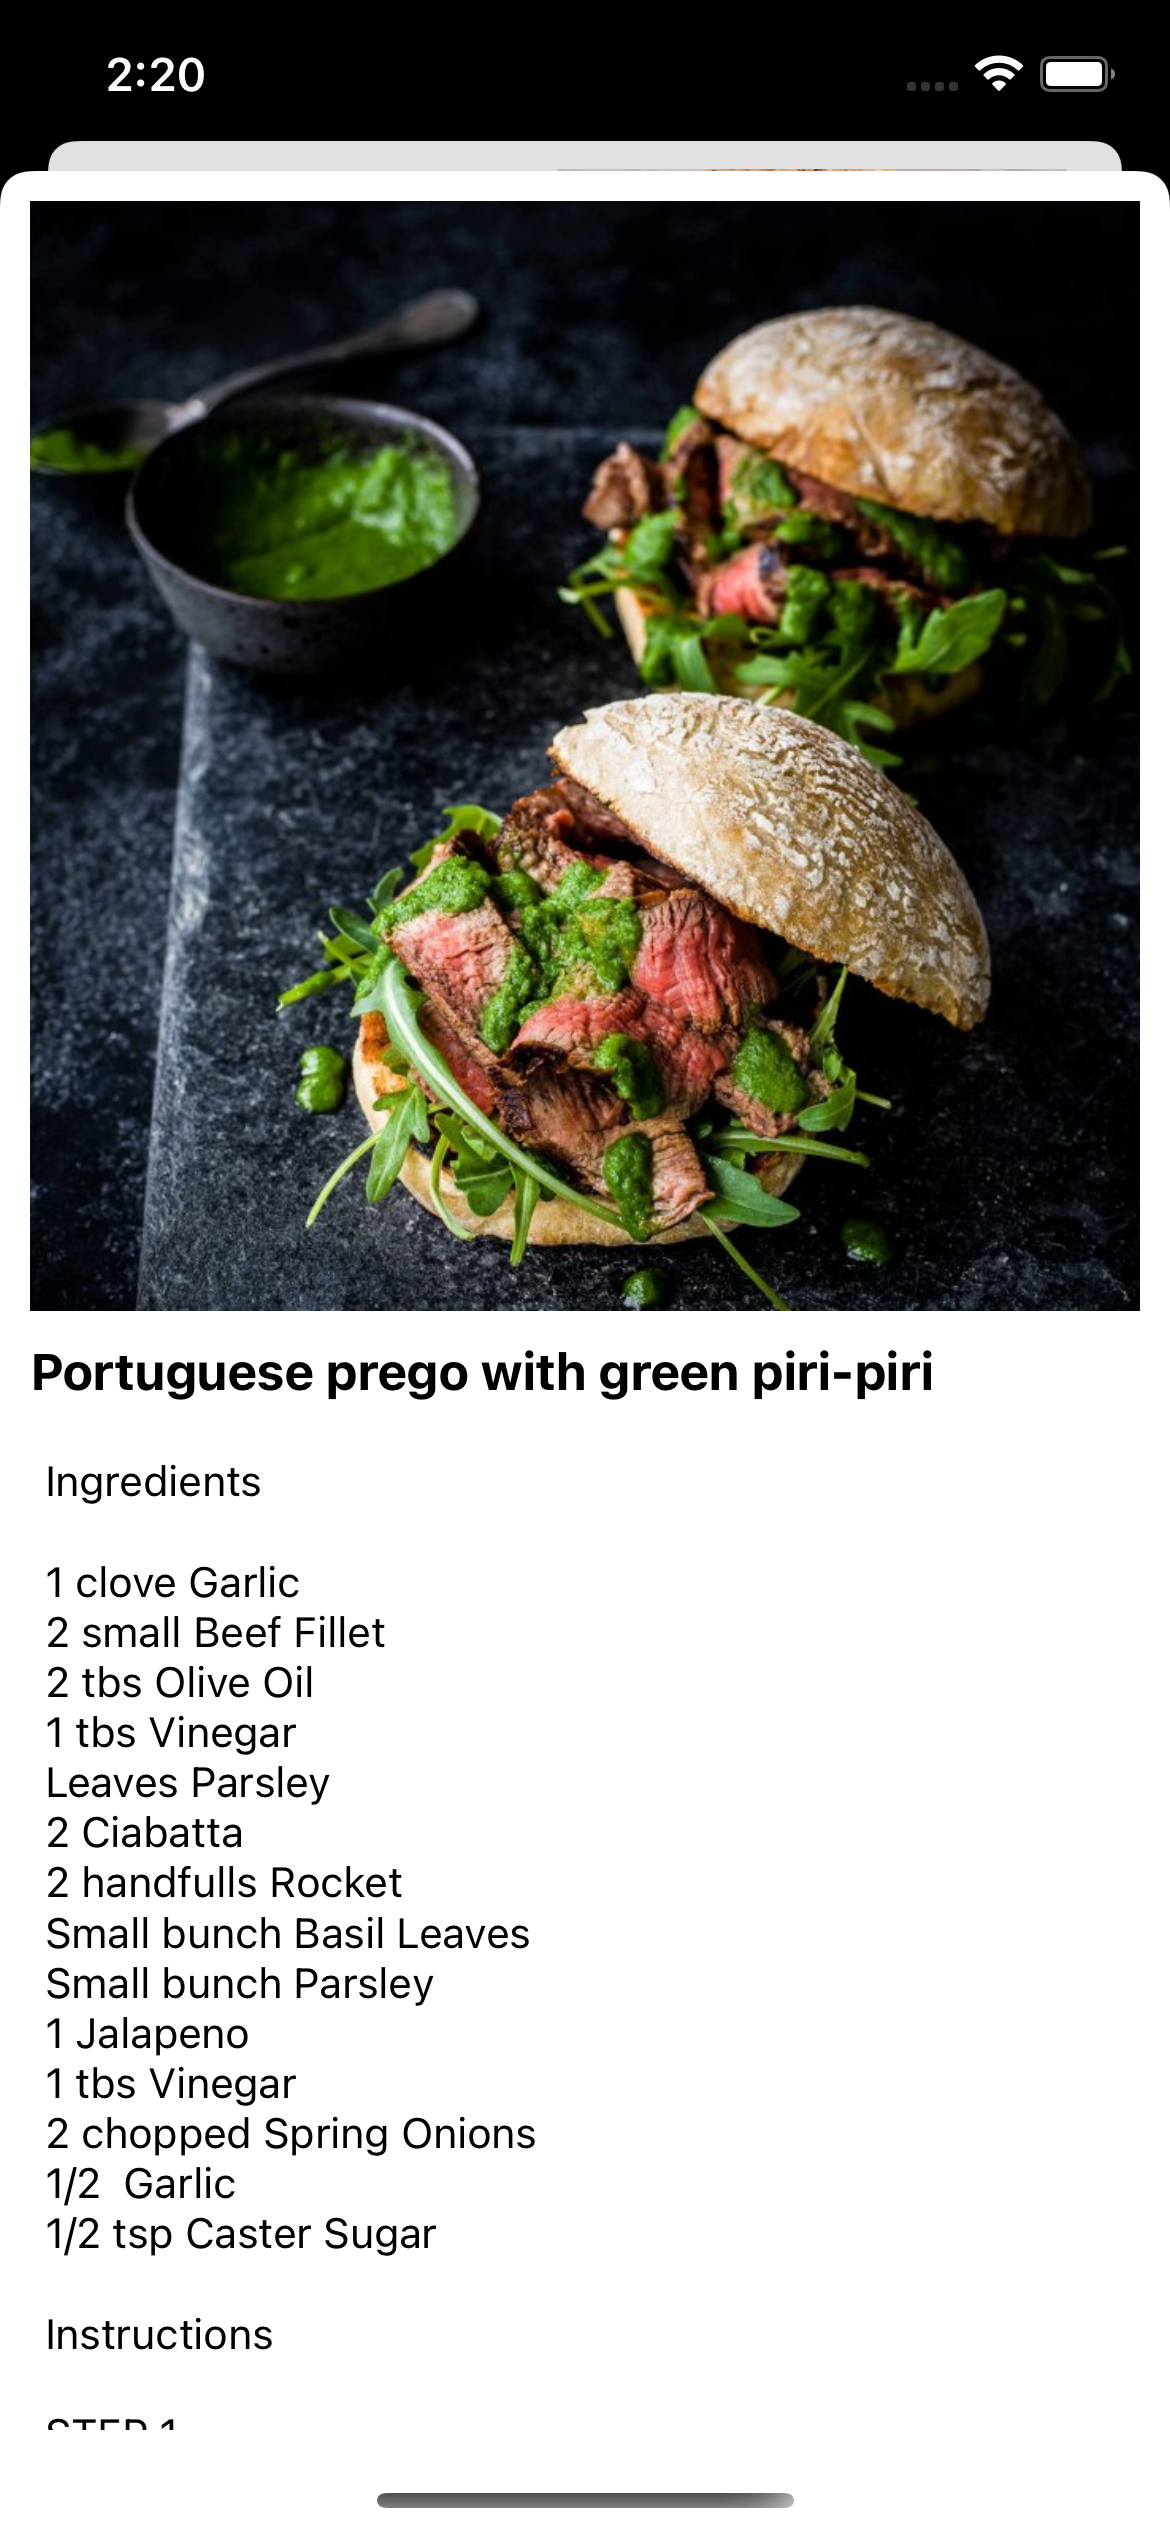 2:20
Portuguese prego with green piri-piri
Ingredients
1 clove Garlic
2 small Beef Fillet
2 tbs Olive Oil
1 tbs Vinegar
Leaves Parsley
2 Ciabatta
2 handfulls Rocket
Small bunch Basil Leaves
Small bunch Parsley
1 Jalapeno
1 tbs Vinegar
2 chopped Spring Onions
1/2  Garlic
1/2 tsp Caster Sugar
Instructions
STEP 1